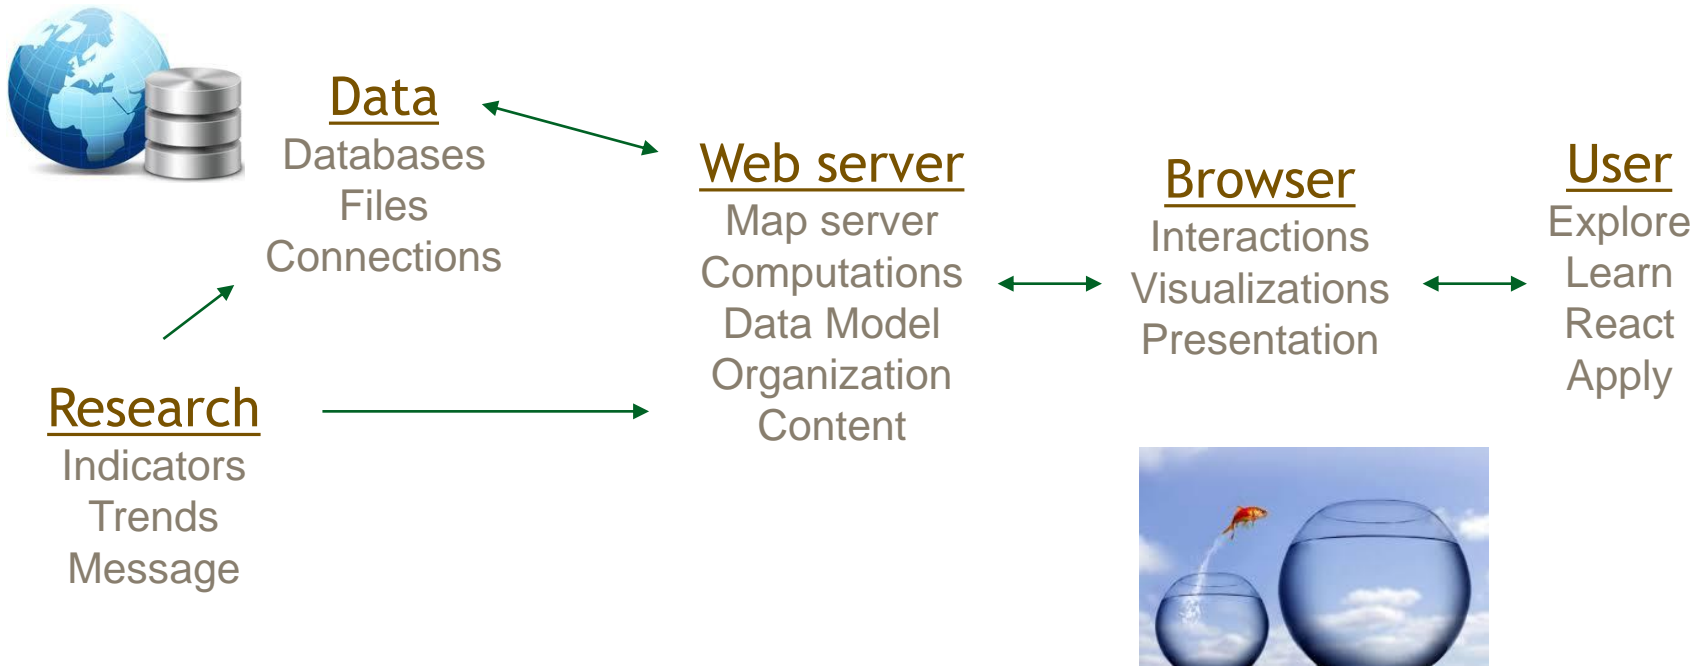 Data
Databases
Files
Connections
Research
Indicators
Trends
Message
Web server
Map server
Computations
Data Model
Organization
Content
Browser
Interactions
Visualizations
Presentation
User
Explore
Learn
React
Apply